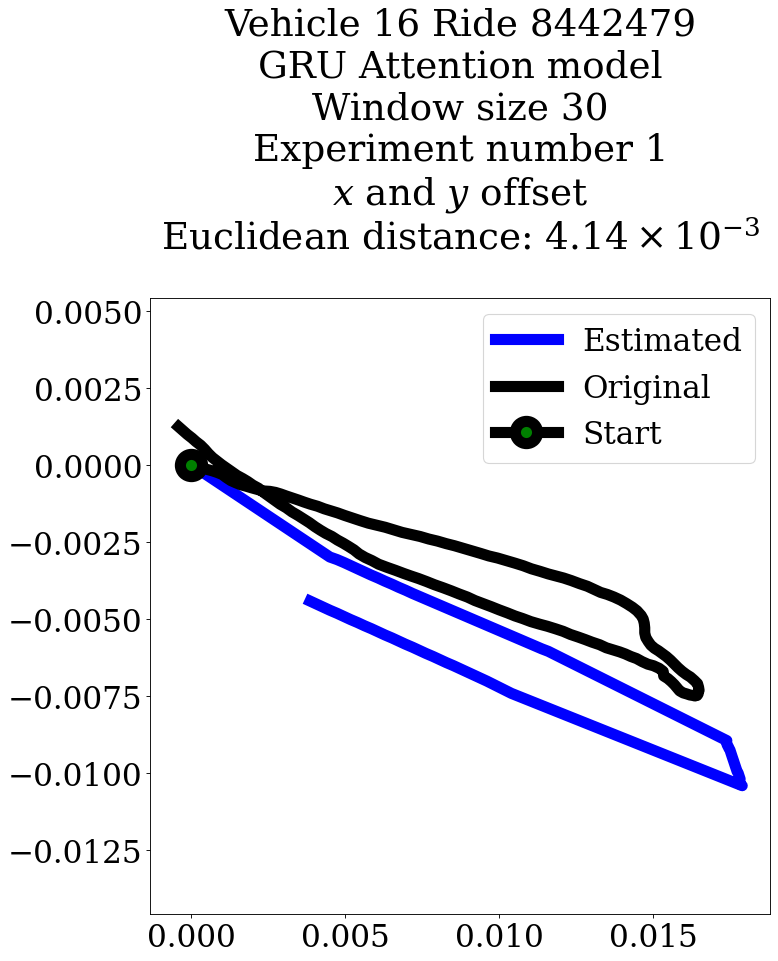 Vehicle 16 Ride 8442479
GRU Attention model
Window size 30
Experiment number 1
x and y offset
Euclidean distance: 4.14 × 10⁻³
Estimated
Original
Start
0.0050
0.0025
0.0000
−0.0025
−0.0050
−0.0075
−0.0100
−0.0125
0.000 0.005 0.010 0.015